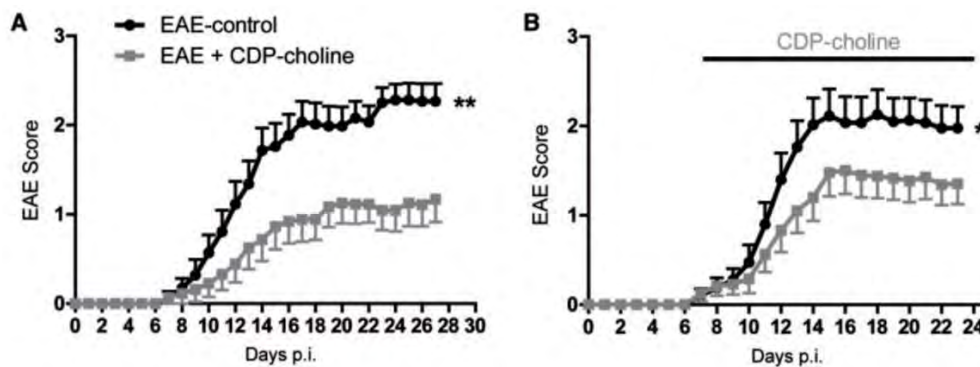 A
EAE-control
EAE + CDP-choline
EAE Score
3
2
1
0
**
0 2 4 6 8 10 12 14 16 18 20 22 24 26 28 30
Days p.i.
B
CDP-choline
EAE Score
3
2
1
0
*
0 2 4 6 8 10 12 14 16 18 20 22 24
Days p.i.